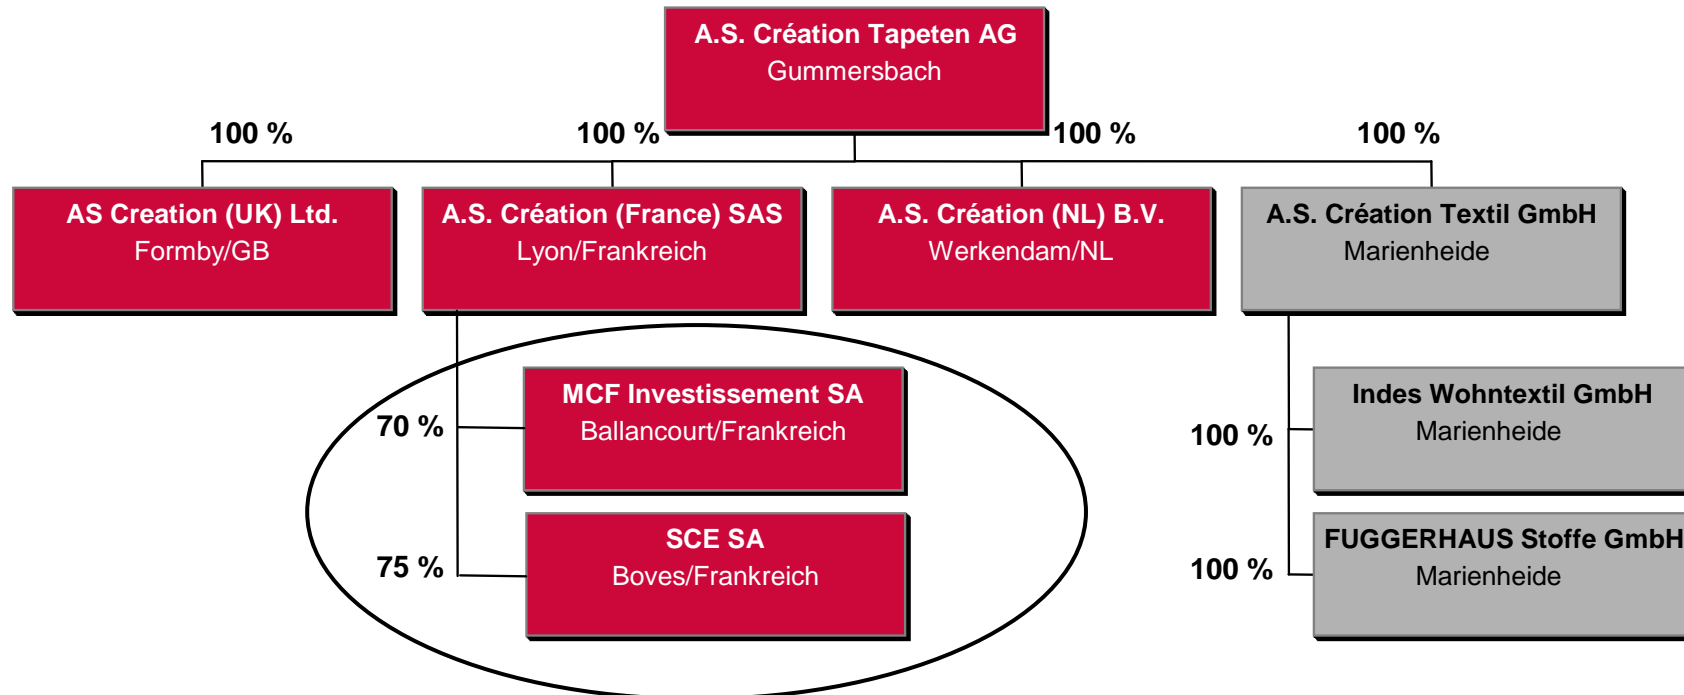 A.S. Création Tapeten AG
Gummersbach
100 %
100 %
100 %
100 %
AS Creation (UK) Ltd.
Formby/GB
A.S. Création (France) SAS
Lyon/Frankreich
A.S. Création (NL) B.V.
Werkendam/NL
A.S. Création Textil GmbH
Marienheide
70 %
MCF Investissement SA
Ballancourt/Frankreich
75 %
SCE SA
Boves/Frankreich
100 %
Indes Wohntextil GmbH
Marienheide
100 %
FUGGERHAUS Stoffe GmbH
Marienheide